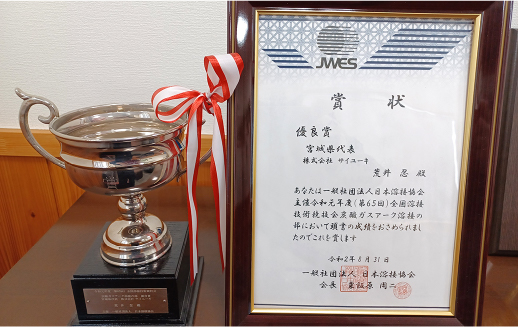 JWES
賞状
優良賞
宮城県代表
株式会社 サイユーキ
荒井 忍 殿
あなたは一般社団法人日本溶接協会
主催令和元年度(第65回)全国溶接
技術競技会炭酸ガスアーク溶接の
部において頭書の成績をおさめられまし
たのでこれを賞します
令和2年8月31日
一般社団法人 日本溶接協会
会長 粟飯原 周二